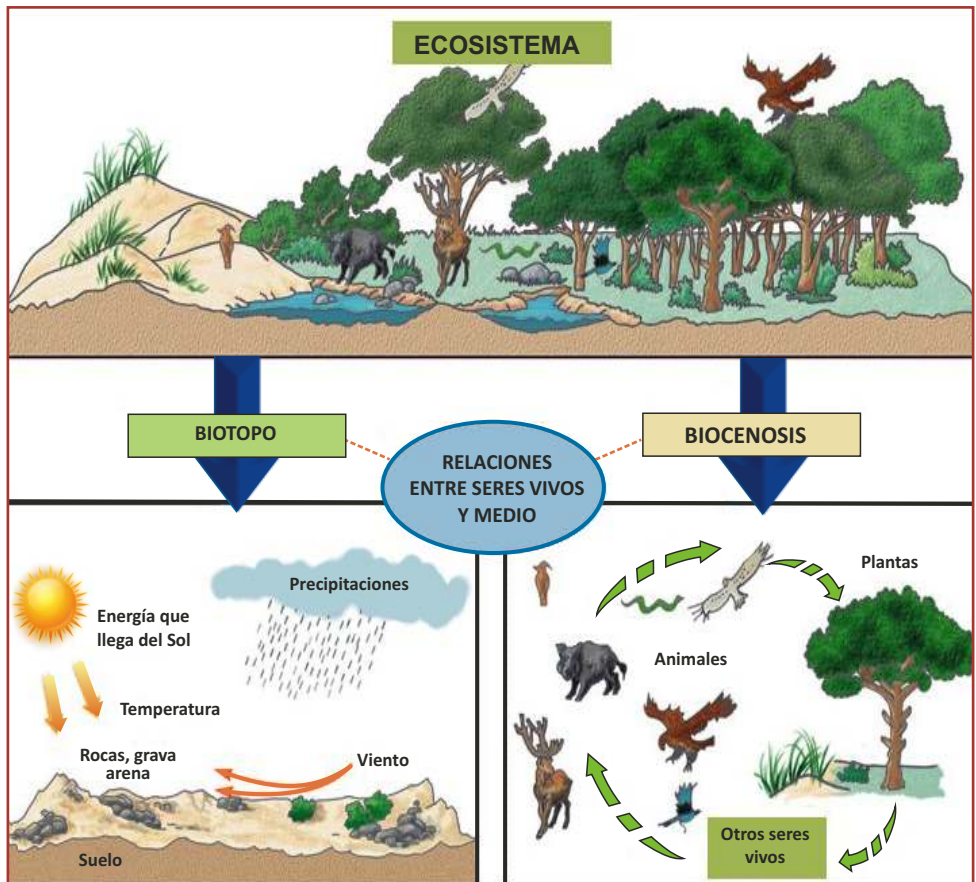 ECOSISTEMA
BIOTOPO
RELACIONES
ENTRE SERES VIVOS
Y MEDIO
BIOCENOSIS
Energía que
llega del Sol
Precipitaciones
Temperatura
Rocas, grava
arena
Viento
Suelo
Plantas
Animales
Otros seres
vivos